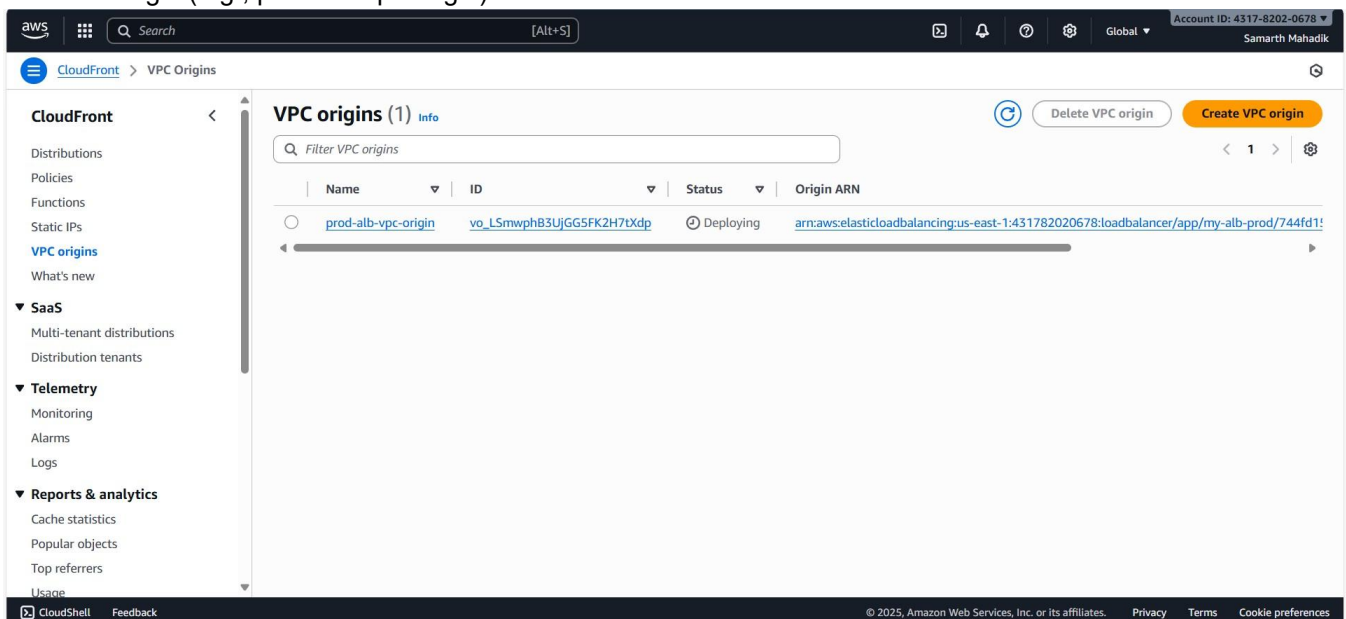 aws
Search [Alt+S]
Global
Account ID: 4317-8202-0678
Samarth Mahadik
CloudFront > VPC Origins
CloudFront
Distributions
Policies
Functions
Static IPs
VPC origins
What's new
SaaS
Multi-tenant distributions
Distribution tenants
Telemetry
Monitoring
Alarms
Logs
Reports & analytics
Cache statistics
Popular objects
Top referrers
Usage
VPC origins (1) Info
Delete VPC origin
Create VPC origin
Filter VPC origins
1
Name ID Status Origin ARN
prod-alb-vpc-origin vo_LSmwphB3UjGG5FK2H7tXdp Deploying arn:aws:elasticloadbalancing:us-east-1:431782020678:loadbalancer/app/my-alb-prod/744fd15
CloudShell Feedback
© 2025, Amazon Web Services, Inc. or its affiliates. Privacy Terms Cookie preferences